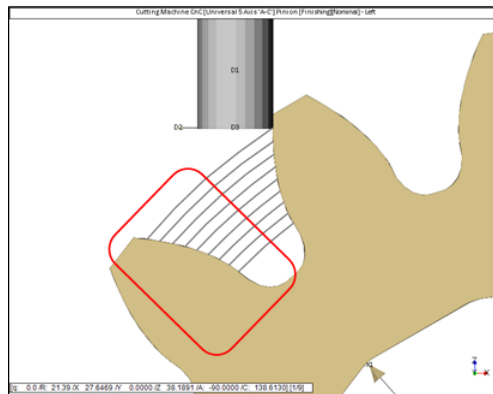 Cutting Machine CnC [Universal 5 Axis "A-C"] Pinion [Finishing][Nominal] - Left
D1
D2
D3
X1
Z
X
[q: 0.0 /R: 21.39 /X 27.6469 /Y 0.0000 /Z 38.1891 /A: -90.0000 /C: 138.6130] [1/9]